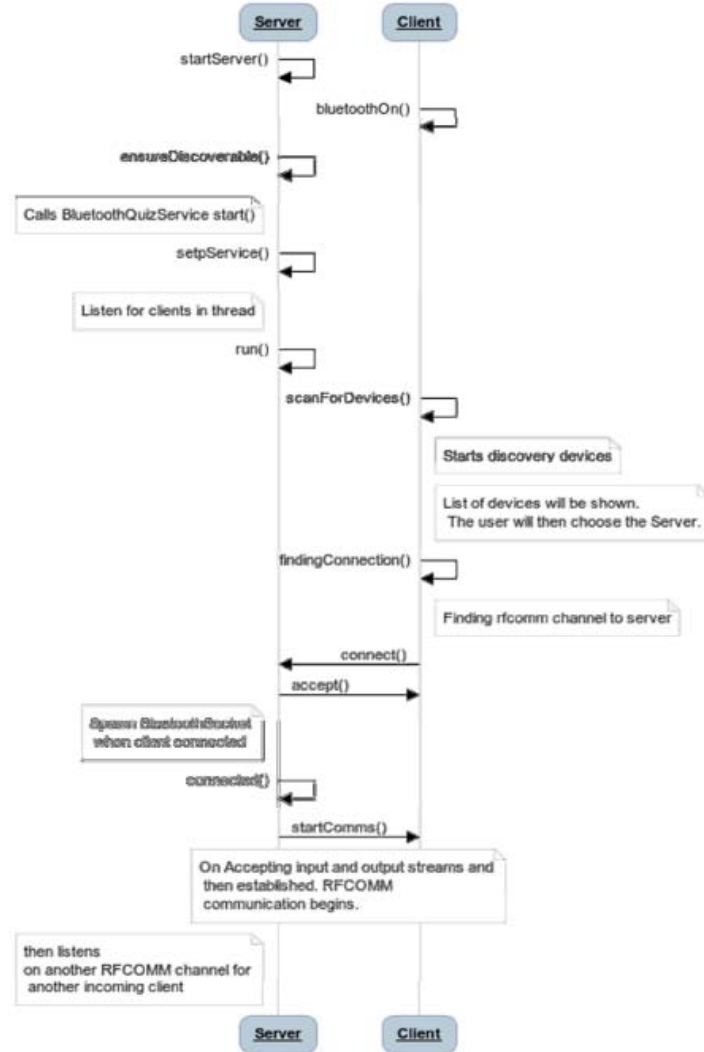 Server
Client
startServer()
bluetoothOn()
ensureDiscoverable()
Calls BluetoothQuizService start()
setpService()
Listen for clients in thread
run()
scanForDevices()
Starts discovery devices
List of devices will be shown.
The user will then choose the Server.
findingConnection()
Finding rfcomm channel to server
connect()
accept()
Spawn BluetoothSocket
when client connected
connected()
startComms()
On Accepting input and output streams and
then established. RFCOMM
communication begins.
then listens
on another RFCOMM channel for
another incoming client
Server
Client